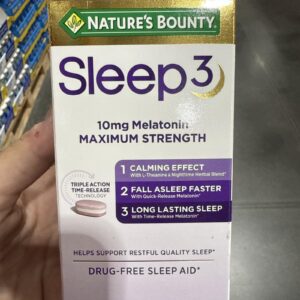 NATURE'S BOUNTY®
Sleep3
10mg Melatonin
MAXIMUM STRENGTH
TRIPLE ACTION
TIME-RELEASE
TECHNOLOGY
1 CALMING EFFECT
With L-Theanine & Nighttime Herbal Blend*
2 FALL ASLEEP FASTER
With Quick-Release Melatonin*
3 LONG LASTING SLEEP
With Time-Release Melatonin*
HELPS SUPPORT RESTFUL QUALITY SLEEP*
DRUG-FREE SLEEP AID*